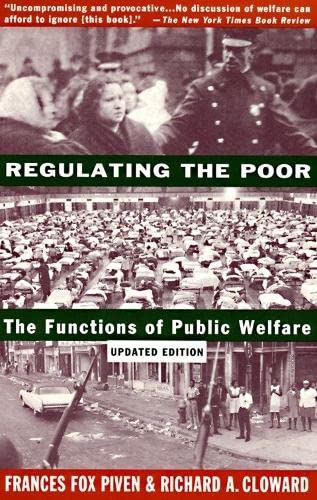 "Uncompromising and provocative...No discussion of welfare can
afford to ignore [this book]." —The New York Times Book Review
REGULATING THE POOR
The Functions of Public Welfare
UPDATED EDITION
FRANCES FOX PIVEN & RICHARD A. CLOWARD